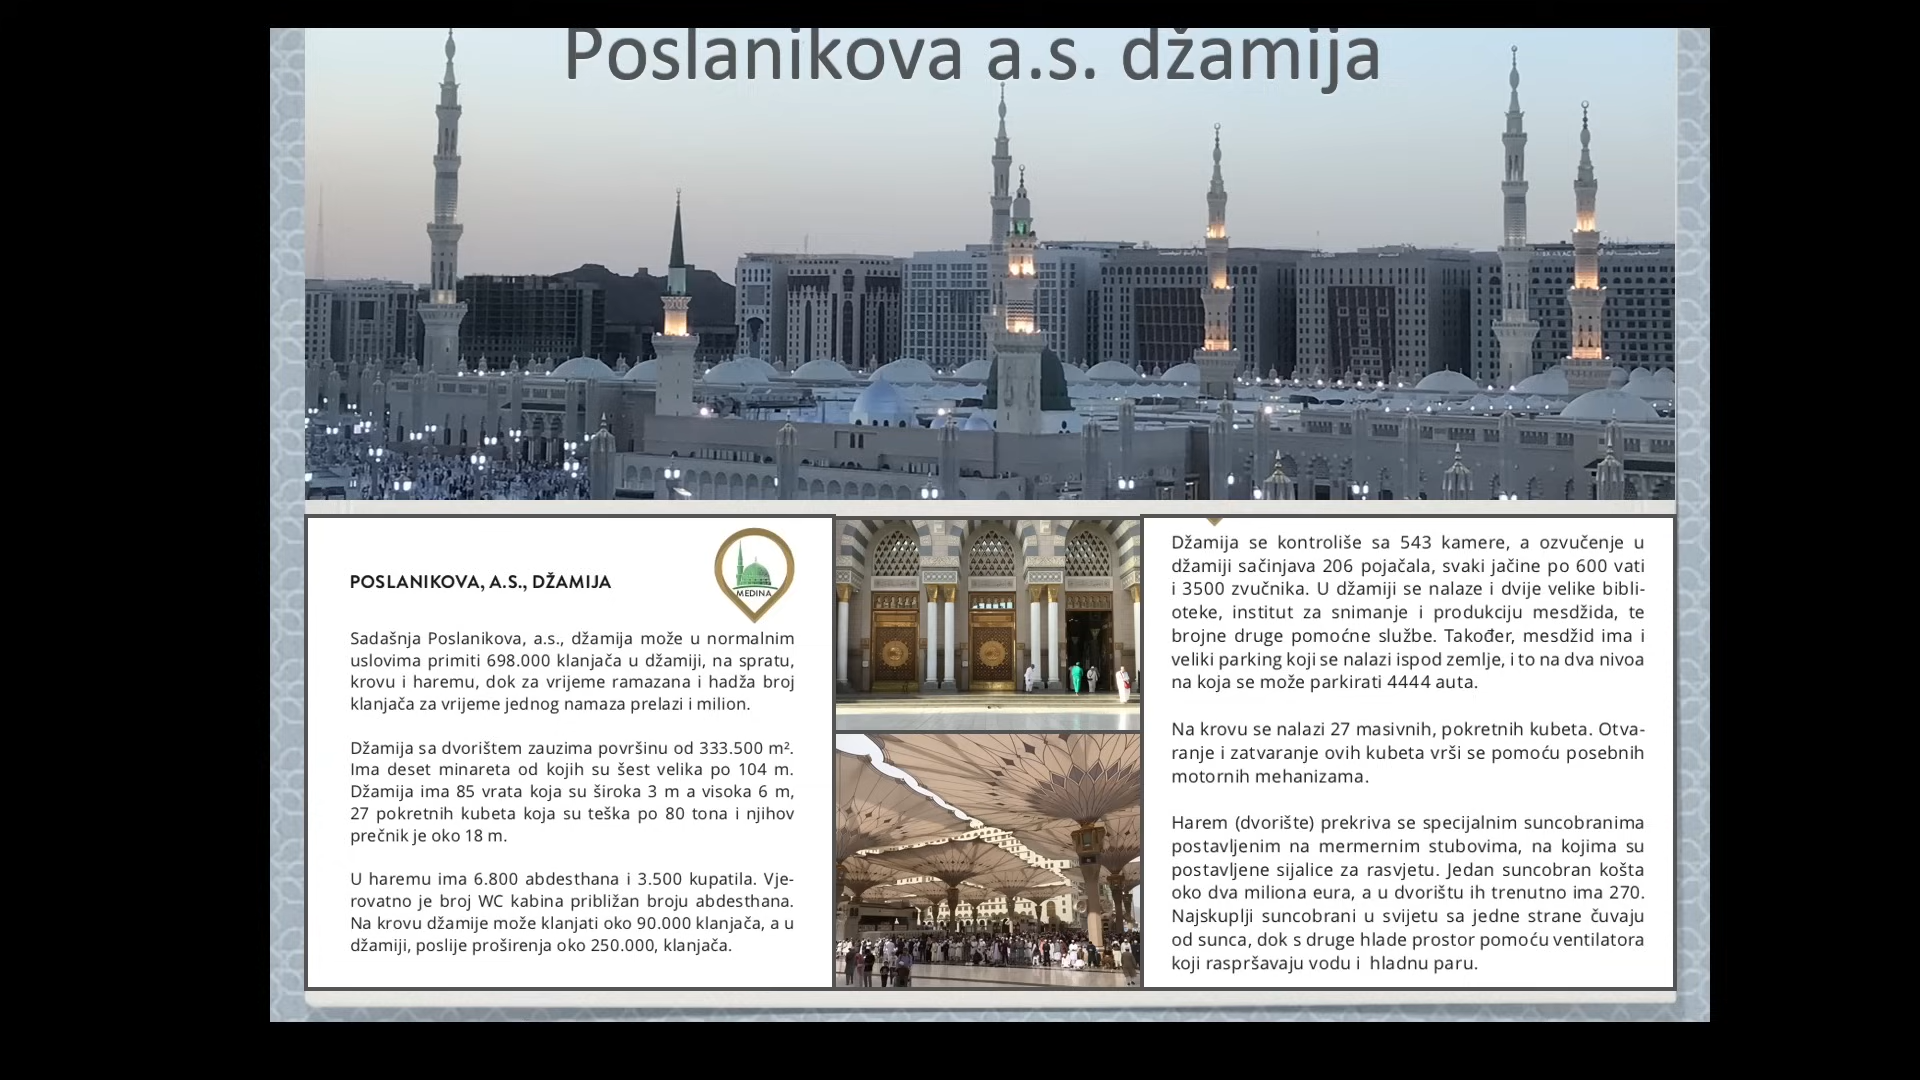 Poslanikova a.s. džamija
POSLANIKOVA, A.S., DŽAMIJA
MEDINA
Sadašnja Poslanikova, a.s., džamija može u normalnim
uslovima primiti 698.000 klanjača u džamiji, na spratu,
krovu i haremu, dok za vrijeme ramazana i hadža broj
klanjača za vrijeme jednog namaza prelazi i milion.
Džamija sa dvorištem zauzima površinu od 333.500 m².
Ima deset minareta od kojih su šest velika po 104 m.
Džamija ima 85 vrata koja su široka 3 m a visoka 6 m,
27 pokretnih kubeta koja su teška po 80 tona i njihov
prečnik je oko 18 m.
U haremu ima 6.800 abdesthana i 3.500 kupatila. Vje-
rovatno je broj WC kabina približan broju abdesthana.
Na krovu džamije može klanjati oko 90.000 klanjača, a u
džamiji, poslije proširenja oko 250.000, klanjača.
Džamija se kontroliše sa 543 kamere, a ozvučenje u
džamiji sačinjava 206 pojačala, svaki jačine po 600 vati
i 3500 zvučnika. U džamiji se nalaze i dvije velike bibli-
oteke, institut za snimanje i produkciju mesdžida, te
brojne druge pomoćne službe. Također, mesdžid ima i
veliki parking koji se nalazi ispod zemlje, i to na dva nivoa
na koja se može parkirati 4444 auta.
Na krovu se nalazi 27 masivnih, pokretnih kubeta. Otva-
ranje i zatvaranje ovih kubeta vrši se pomoću posebnih
motornih mehanizama.
Harem (dvorište) prekriva se specijalnim suncobranima
postavljenim na mermernim stubovima, na kojima su
postavljene sijalice za rasvjetu. Jedan suncobran košta
oko dva miliona eura, a u dvorištu ih trenutno ima 270.
Najskuplji suncobrani u svijetu sa jedne strane čuvaju
od sunca, dok s druge hlade prostor pomoću ventilatora
koji raspršavaju vodu i hladnu paru.